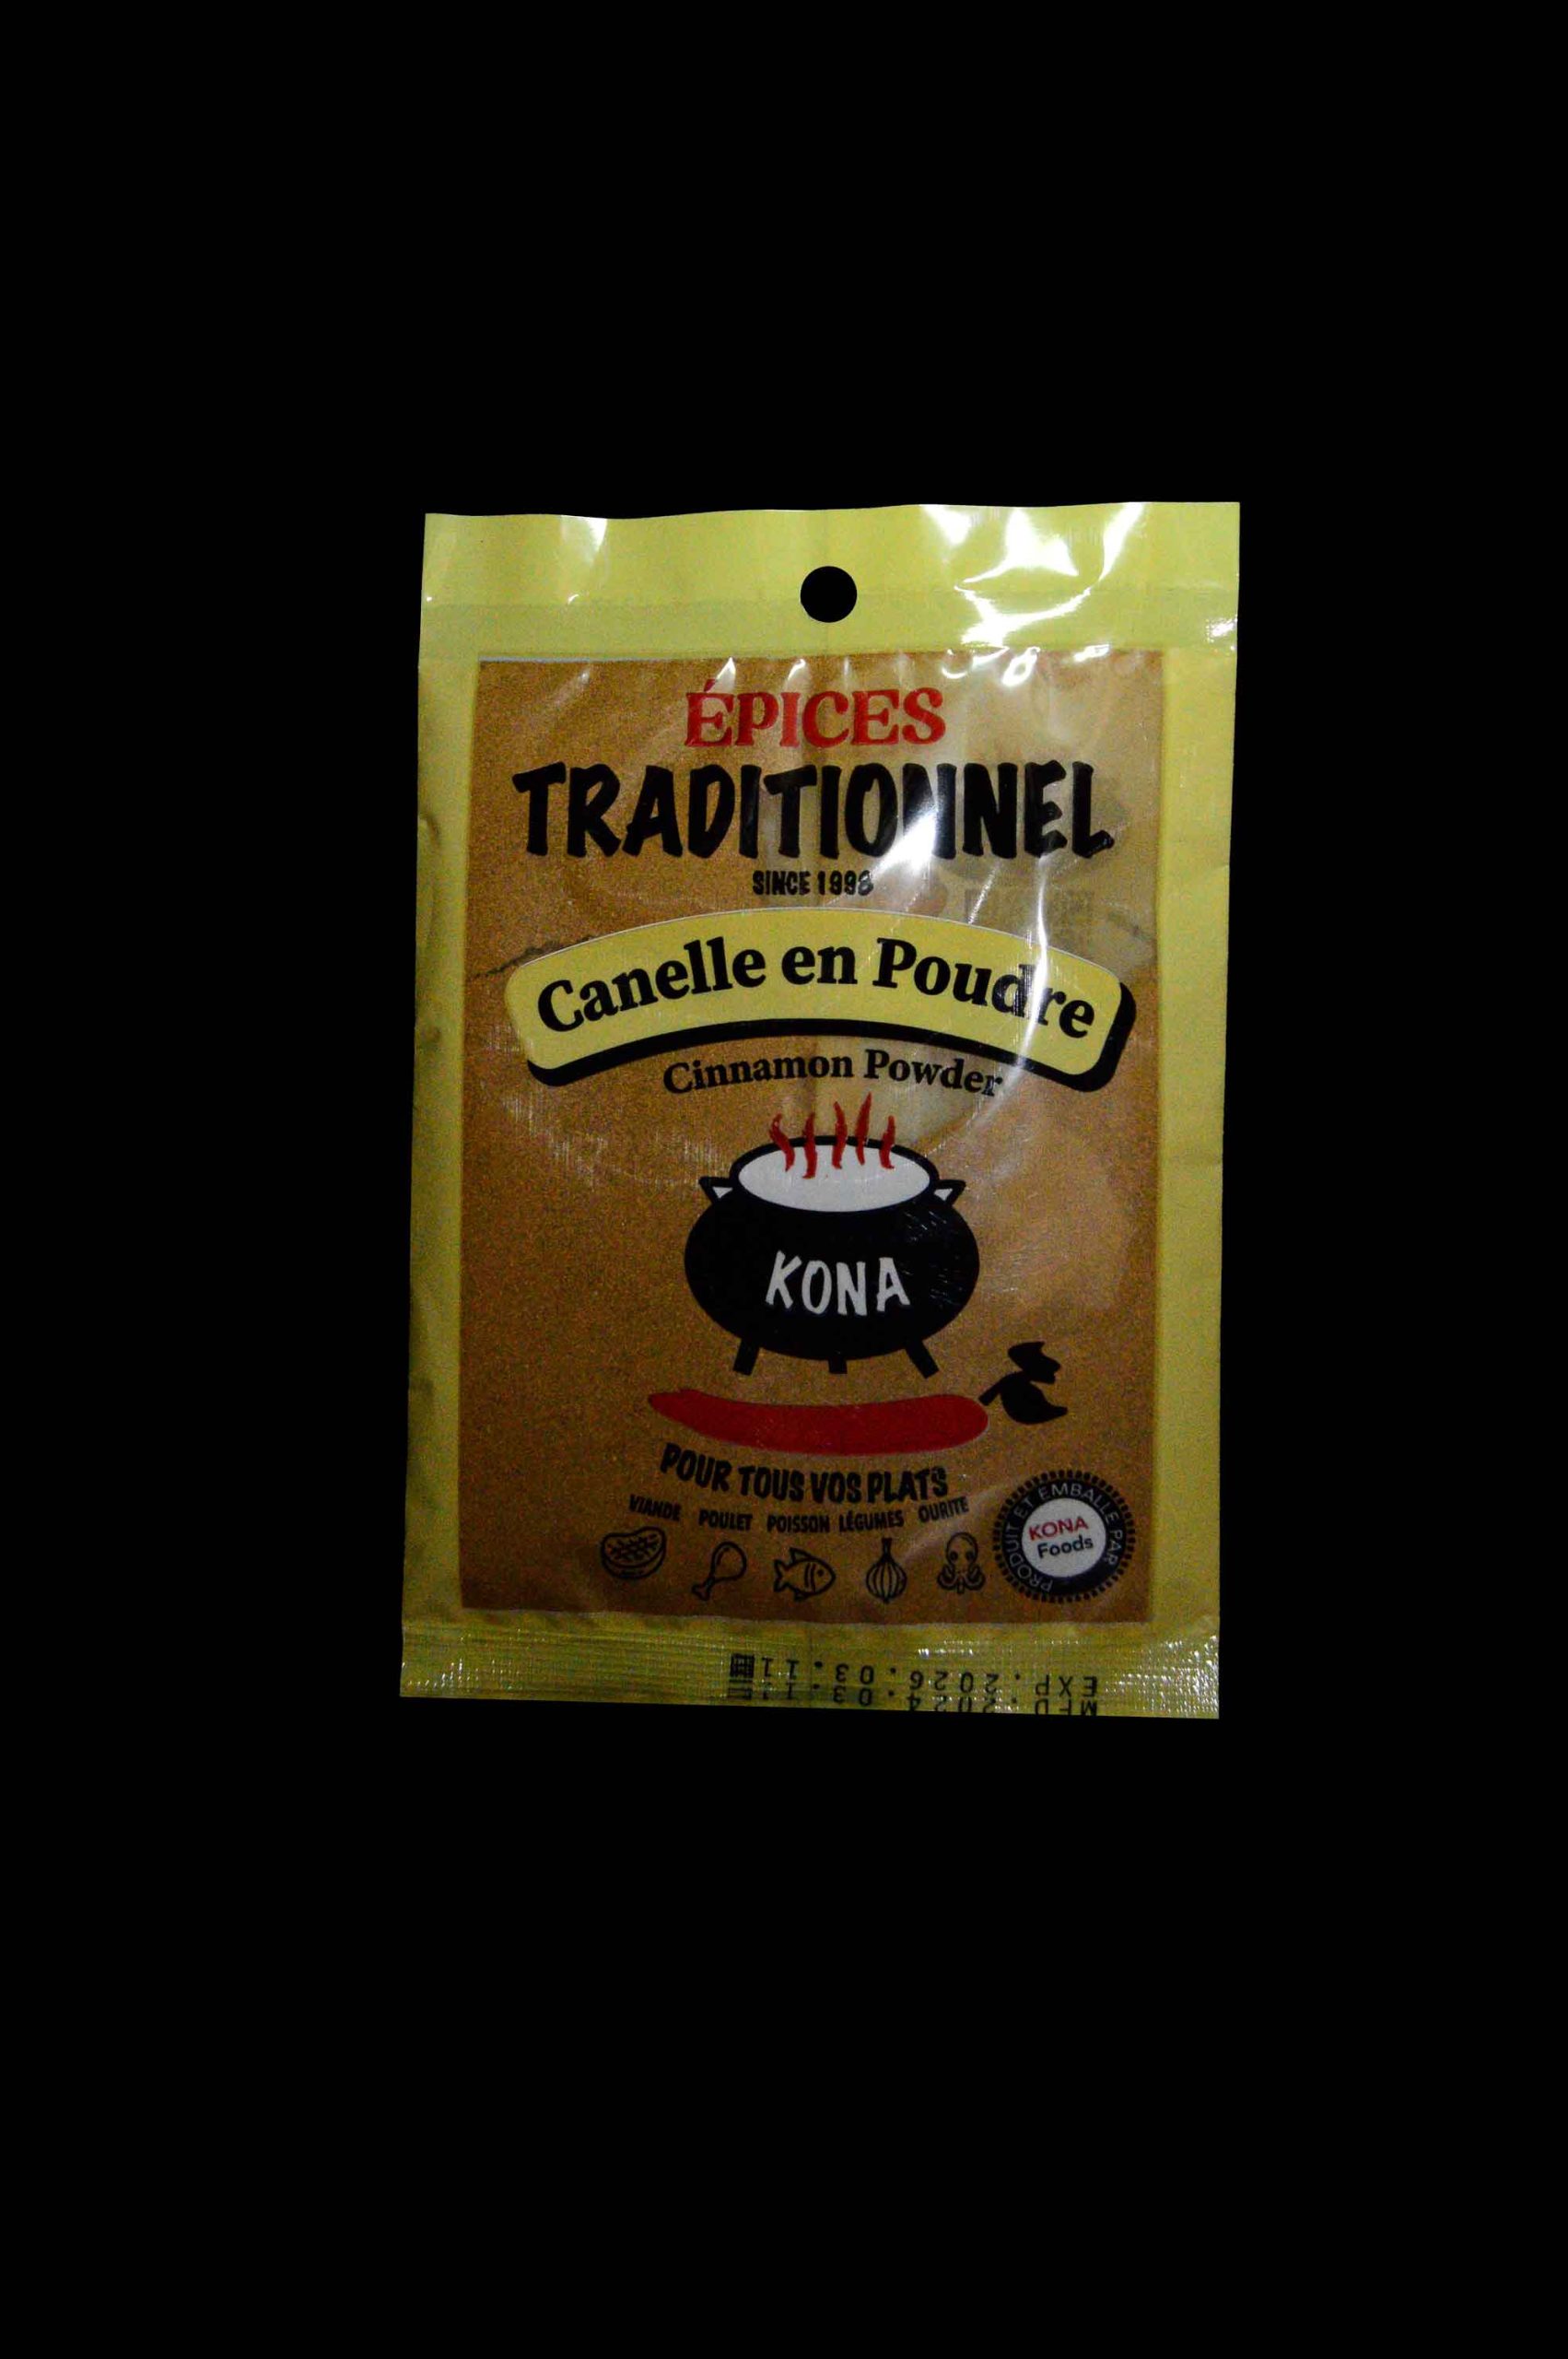 ÉPICES
TRADITIONNEL
SINCE 1998
Canelle en Poudre
Cinnamon Powder
KONA
POUR TOUS VOS PLATS
VIANDE POULET POISSON LÉGUMES OURITE
PRODUIT ET EMBALLE PAR
KONA
Foods
MFD.2024.03.1
EXP.2026.03.11